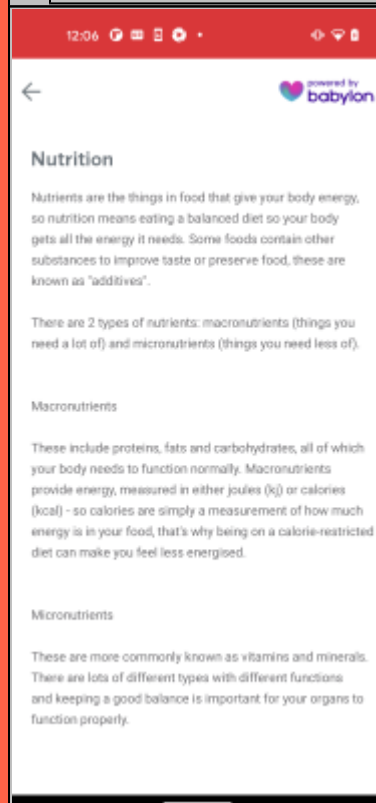 12:06
powered by
babylon
Nutrition
Nutrients are the things in food that give your body energy,
so nutrition means eating a balanced diet so your body
gets all the energy it needs. Some foods contain other
substances to improve taste or preserve food, these are
known as "additives".
There are 2 types of nutrients: macronutrients (things you
need a lot of) and micronutrients (things you need less of).
Macronutrients
These include proteins, fats and carbohydrates, all of which
your body needs to function normally. Macronutrients
provide energy, measured in either joules (kj) or calories
(kcal) - so calories are simply a measurement of how much
energy is in your food, that's why being on a calorie-restricted
diet can make you feel less energised.
Micronutrients
These are more commonly known as vitamins and minerals.
There are lots of different types with different functions
and keeping a good balance is important for your organs to
function properly.